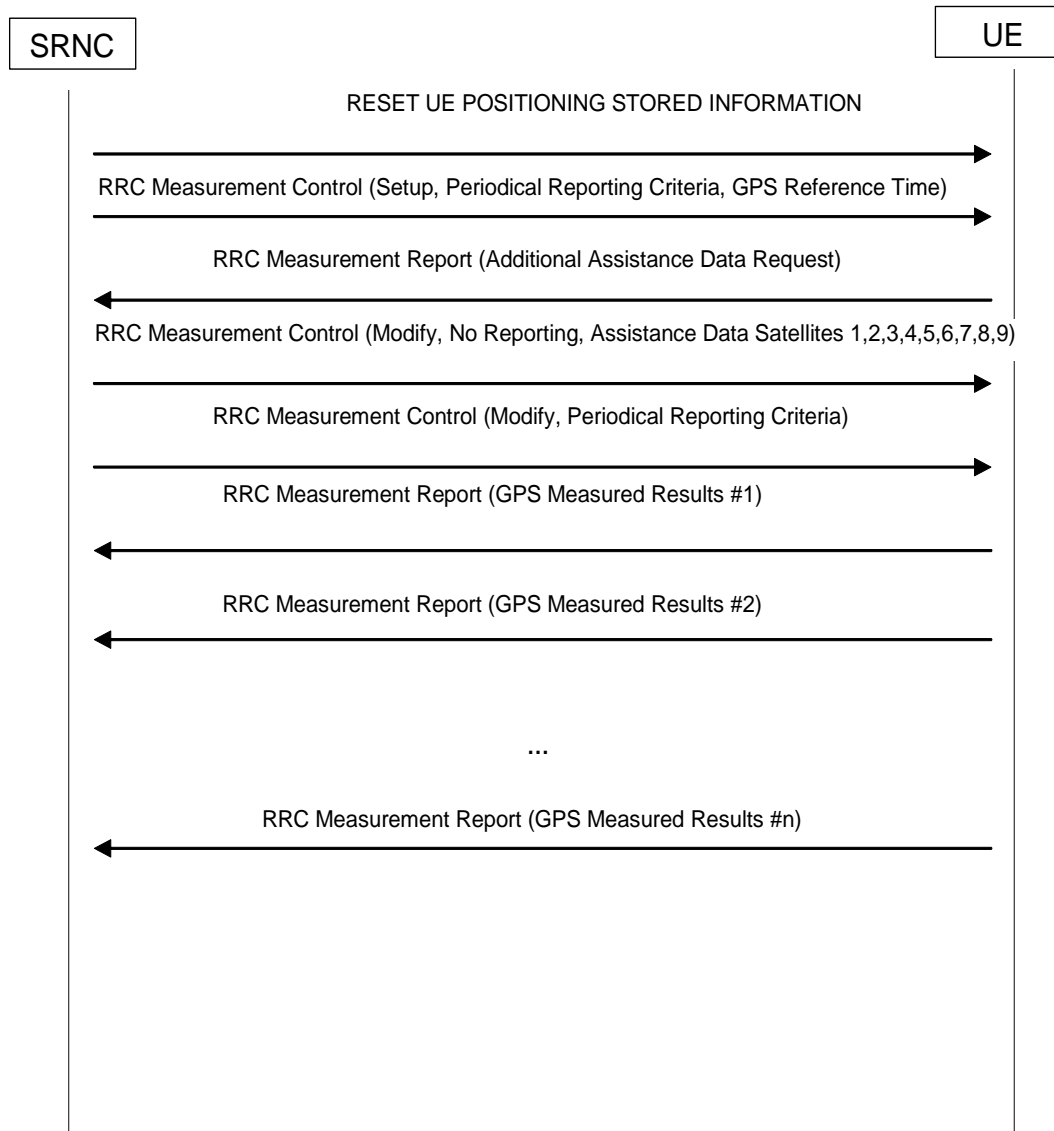 SRNC
UE
RESET UE POSITIONING STORED INFORMATION
RRC Measurement Control (Setup, Periodical Reporting Criteria, GPS Reference Time)
RRC Measurement Report (Additional Assistance Data Request)
RRC Measurement Control (Modify, No Reporting, Assistance Data Satellites 1,2,3,4,5,6,7,8,9)
RRC Measurement Control (Modify, Periodical Reporting Criteria)
RRC Measurement Report (GPS Measured Results #1)
RRC Measurement Report (GPS Measured Results #2)
...
RRC Measurement Report (GPS Measured Results #n)